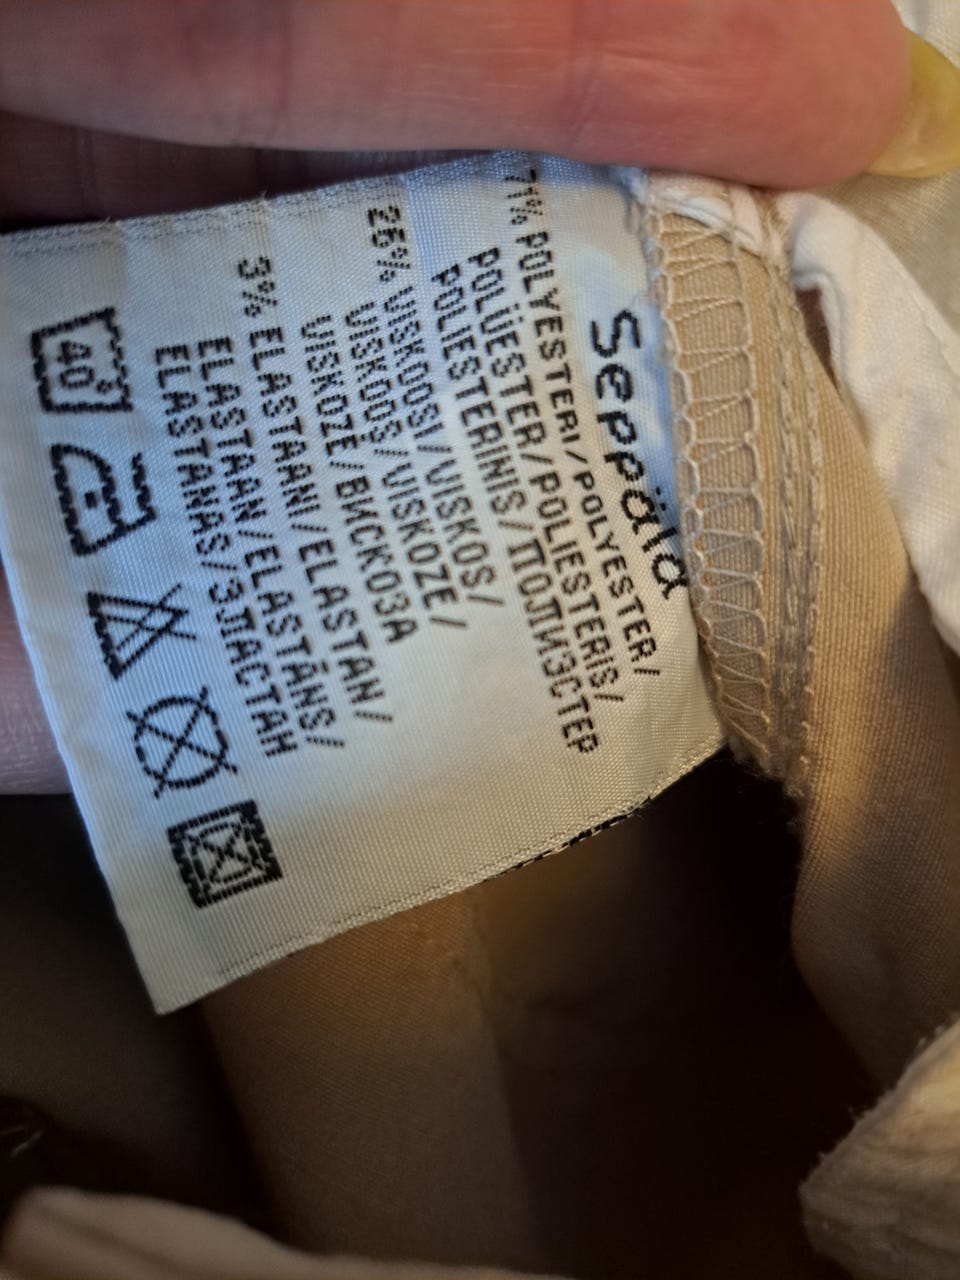 Seppälä
71% POLYESTERI/POLYESTER/
POLÜESTER/POLIESTERIS/
POLIESTERINIS/ПОЛИЭСТЕР
26% VISKOOSI/VISKOS/
VISKOOS/VISKOZE/
VISKOZĖ/ВИСКОЗА
3% ELASTAANI/ELASTAN/
ELASTAAN/ELASTĀNS/
ELASTANAS/ЭЛАСТАН
40°